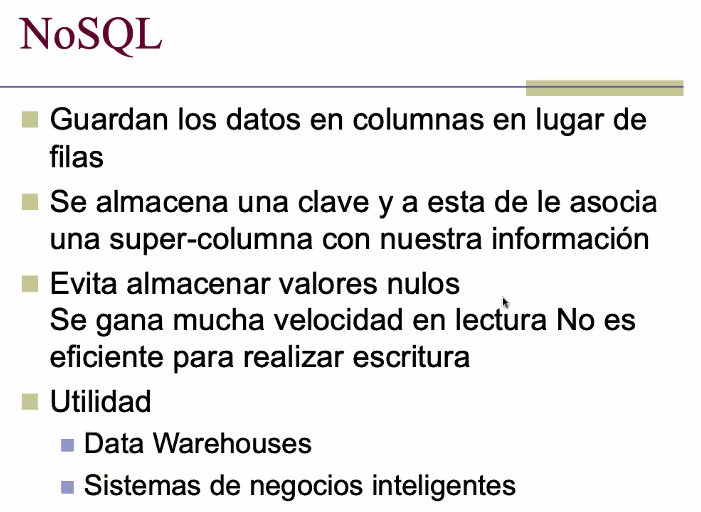 NoSQL
Guardan los datos en columnas en lugar de
filas
Se almacena una clave y a esta de le asocia
una super-columna con nuestra información
Evita almacenar valores nulos
Se gana mucha velocidad en lectura No es
eficiente para realizar escritura
Utilidad
Data Warehouses
Sistemas de negocios inteligentes